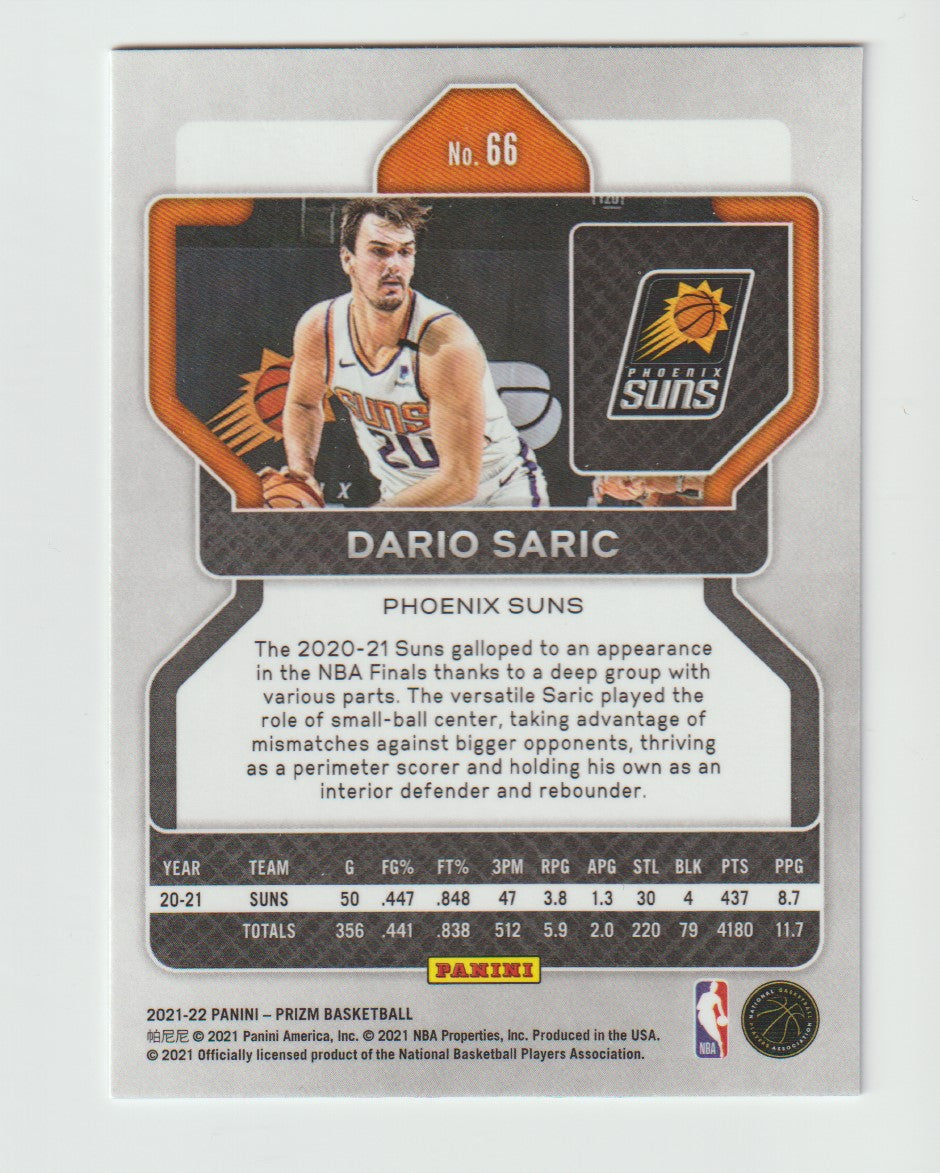 No. 66
PHOENIX
SUNS
SUNS
20
X
DARIO SARIC
PHOENIX SUNS
The 2020-21 Suns galloped to an appearance
in the NBA Finals thanks to a deep group with
various parts. The versatile Saric played the
role of small-ball center, taking advantage of
mismatches against bigger opponents, thriving
as a perimeter scorer and holding his own as an
interior defender and rebounder.
YEAR TEAM G FG% FT% 3PM RPG APG STL BLK PTS PPG
20-21 SUNS 50 .447 .848 47 3.8 1.3 30 4 437 8.7
TOTALS 356 .441 .838 512 5.9 2.0 220 79 4180 11.7
PANINI
2021-22 PANINI – PRIZM BASKETBALL
帕尼尼 © 2021 Panini America, Inc. © 2021 NBA Properties, Inc. Produced in the USA.
© 2021 Officially licensed product of the National Basketball Players Association.
NBA
NATIONAL BASKETBALL
PLAYERS ASSOCIATION